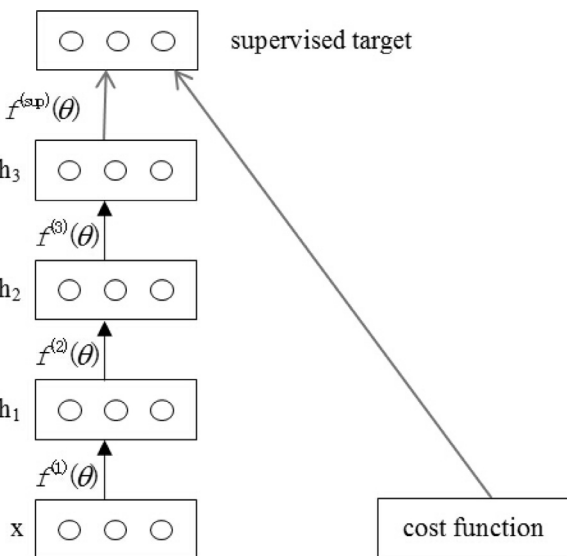 supervised target
f^(sup)(θ)
h₃
f^(3)(θ)
h₂
f^(2)(θ)
h₁
f^(1)(θ)
x
cost function